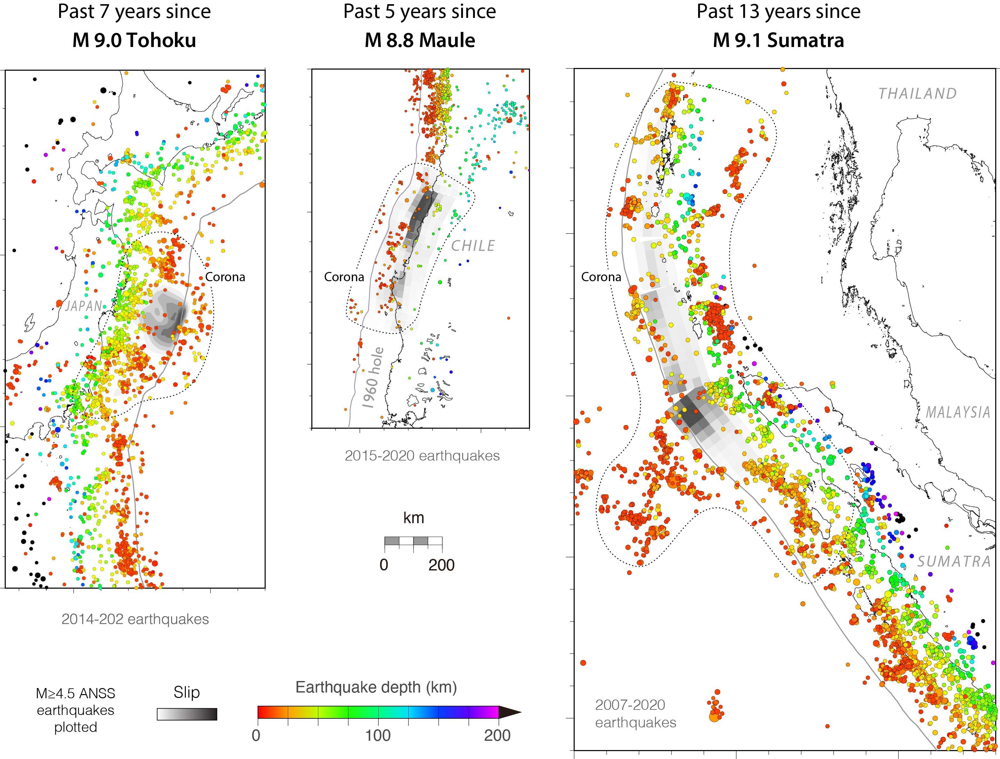 Past 7 years since
M 9.0 Tohoku
Past 5 years since
M 8.8 Maule
Past 13 years since
M 9.1 Sumatra
Corona
JAPAN
2014-202 earthquakes
Corona
CHILE
1960 hole
2015-2020 earthquakes
km
0 200
THAILAND
Corona
MALAYSIA
SUMATRA
2007-2020
earthquakes
M≥4.5 ANSS
earthquakes
plotted
Slip
Earthquake depth (km)
0 100 200